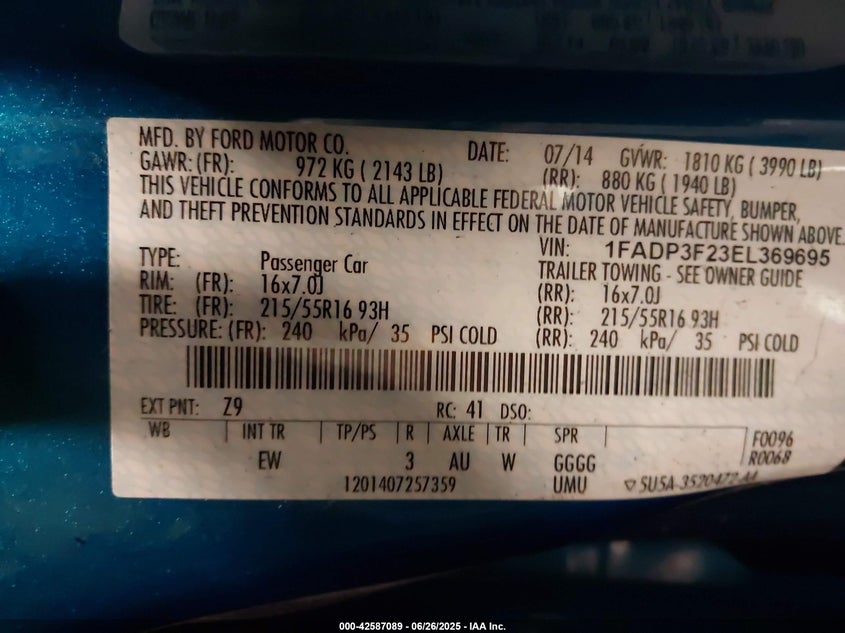 MFD. BY FORD MOTOR CO. DATE: 07/14 GVWR: 1810 KG ( 3990 LB)
GAWR: (FR): 972 KG ( 2143 LB) (RR): 880 KG ( 1940 LB)
THIS VEHICLE CONFORMS TO ALL APPLICABLE FEDERAL MOTOR VEHICLE SAFETY, BUMPER,
AND THEFT PREVENTION STANDARDS IN EFFECT ON THE DATE OF MANUFACTURE SHOWN ABOVE.
VIN: 1FADP3F23EL369695
TYPE: Passenger Car TRAILER TOWING - SEE OWNER GUIDE
RIM: (FR): 16x7.0J (RR): 16x7.0J
TIRE: (FR): 215/55R16 93H (RR): 215/55R16 93H
PRESSURE: (FR): 240 kPa/ 35 PSI COLD (RR): 240 kPa/ 35 PSI COLD
EXT PNT: Z9 RC: 41 DSO:
WB INT TR TP/PS R AXLE TR SPR F0096
EW 3 AU W GGGG R0068
1201407257359 UMU ▽ 5U5A-3520472-AA
000-42587089 - 06/26/2025 - IAA Inc.